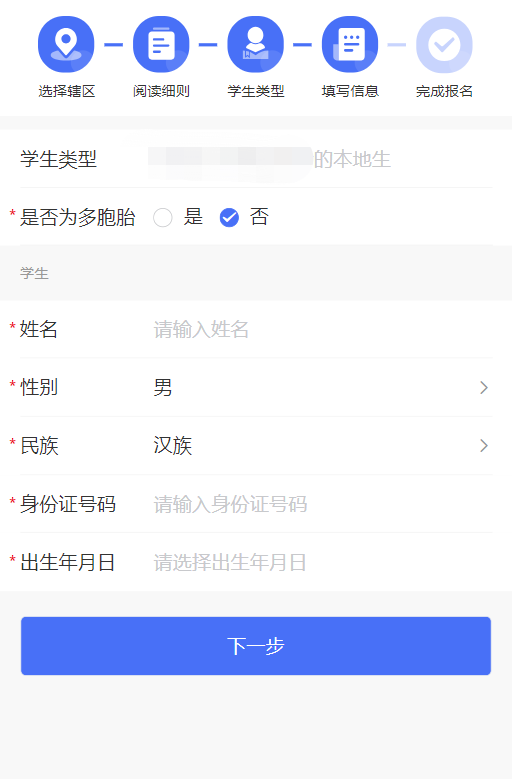 选择辖区 阅读细则 学生类型 填写信息 完成报名
学生类型 的本地生
* 是否为多胞胎 是 否
学生
* 姓名 请输入姓名
* 性别 男
* 民族 汉族
* 身份证号码 请输入身份证号码
* 出生年月日 请选择出生年月日
下一步